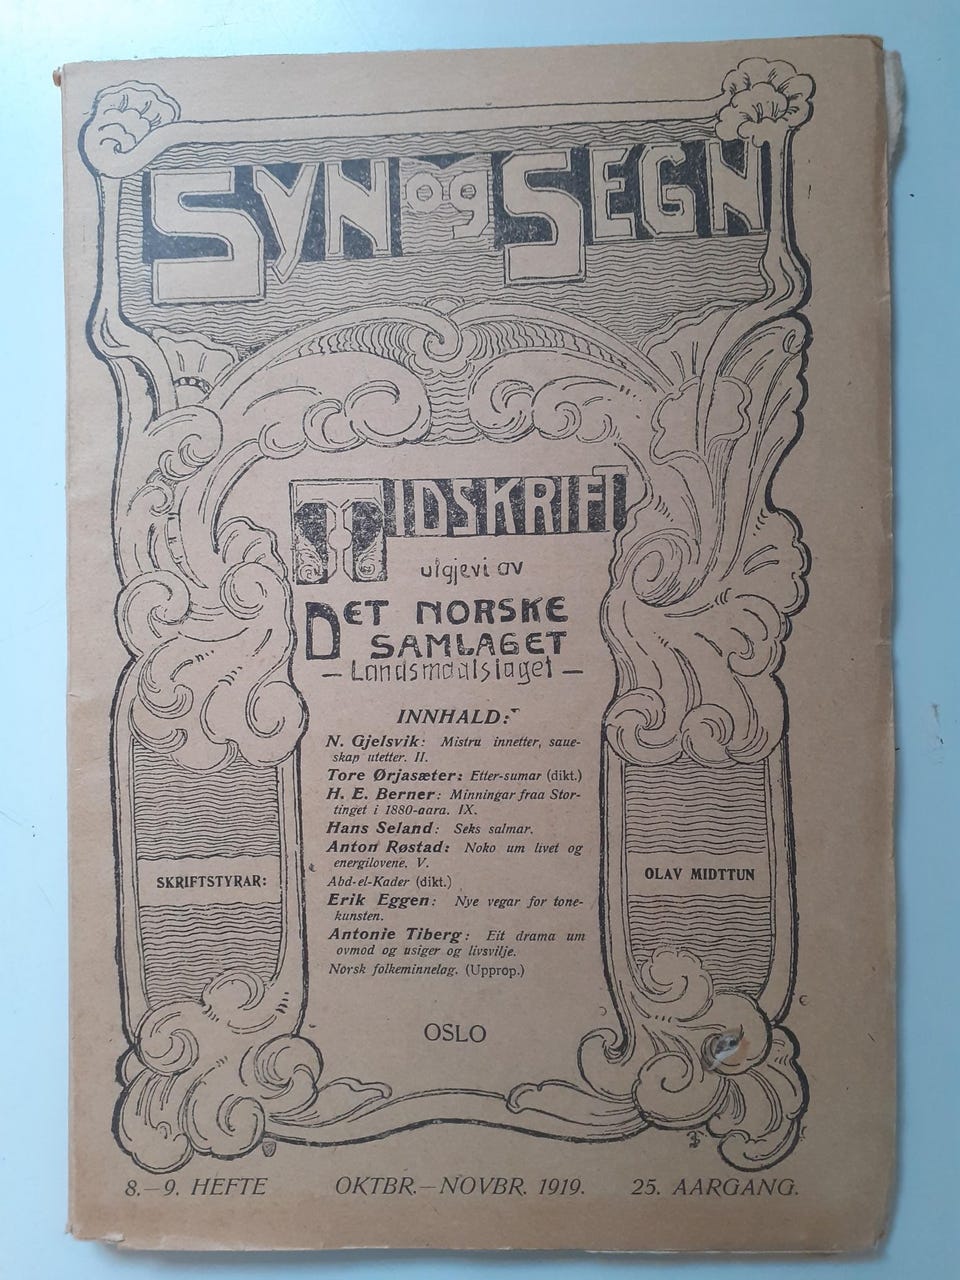 SYN OG SEGN
TIDSKRIFT
utgjevi av
DET NORSKE
SAMLAGET
— Landsmaalslaget —
INNHALD:
N. Gjelsvik: Mistru innetter, saue-
skap utetter. II.
Tore Ørjasæter: Etter-sumar (dikt.)
H. E. Berner: Minningar fraa Stor-
tinget i 1880-aara. IX.
Hans Seland: Seks salmar.
Anton Røstad: Noko um livet og
energilovene. V.
Abd-el-Kader (dikt.)
Erik Eggen: Nye vegar for tone-
kunsten.
Antonie Tiberg: Eit drama um
ovmod og usiger og livsvilje.
Norsk folkeminnelag. (Upprop.)
SKRIFTSTYRAR:
OLAV MIDTTUN
OSLO
8.—9. HEFTE OKTBR.—NOVBR. 1919. 25. AARGANG.